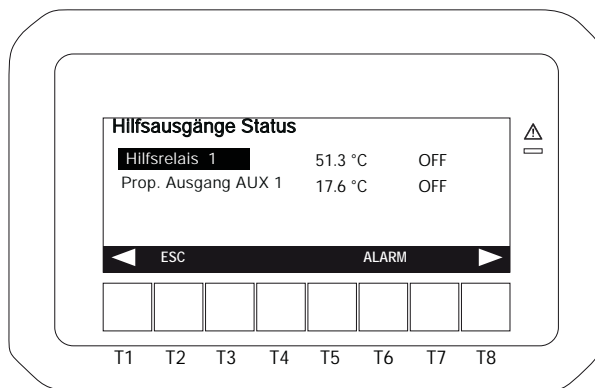 Hilfsausgänge Status
Hilfsrelais 1 51.3 °C OFF
Prop. Ausgang AUX 1 17.6 °C OFF
ESC ALARM
T1 T2 T3 T4 T5 T6 T7 T8